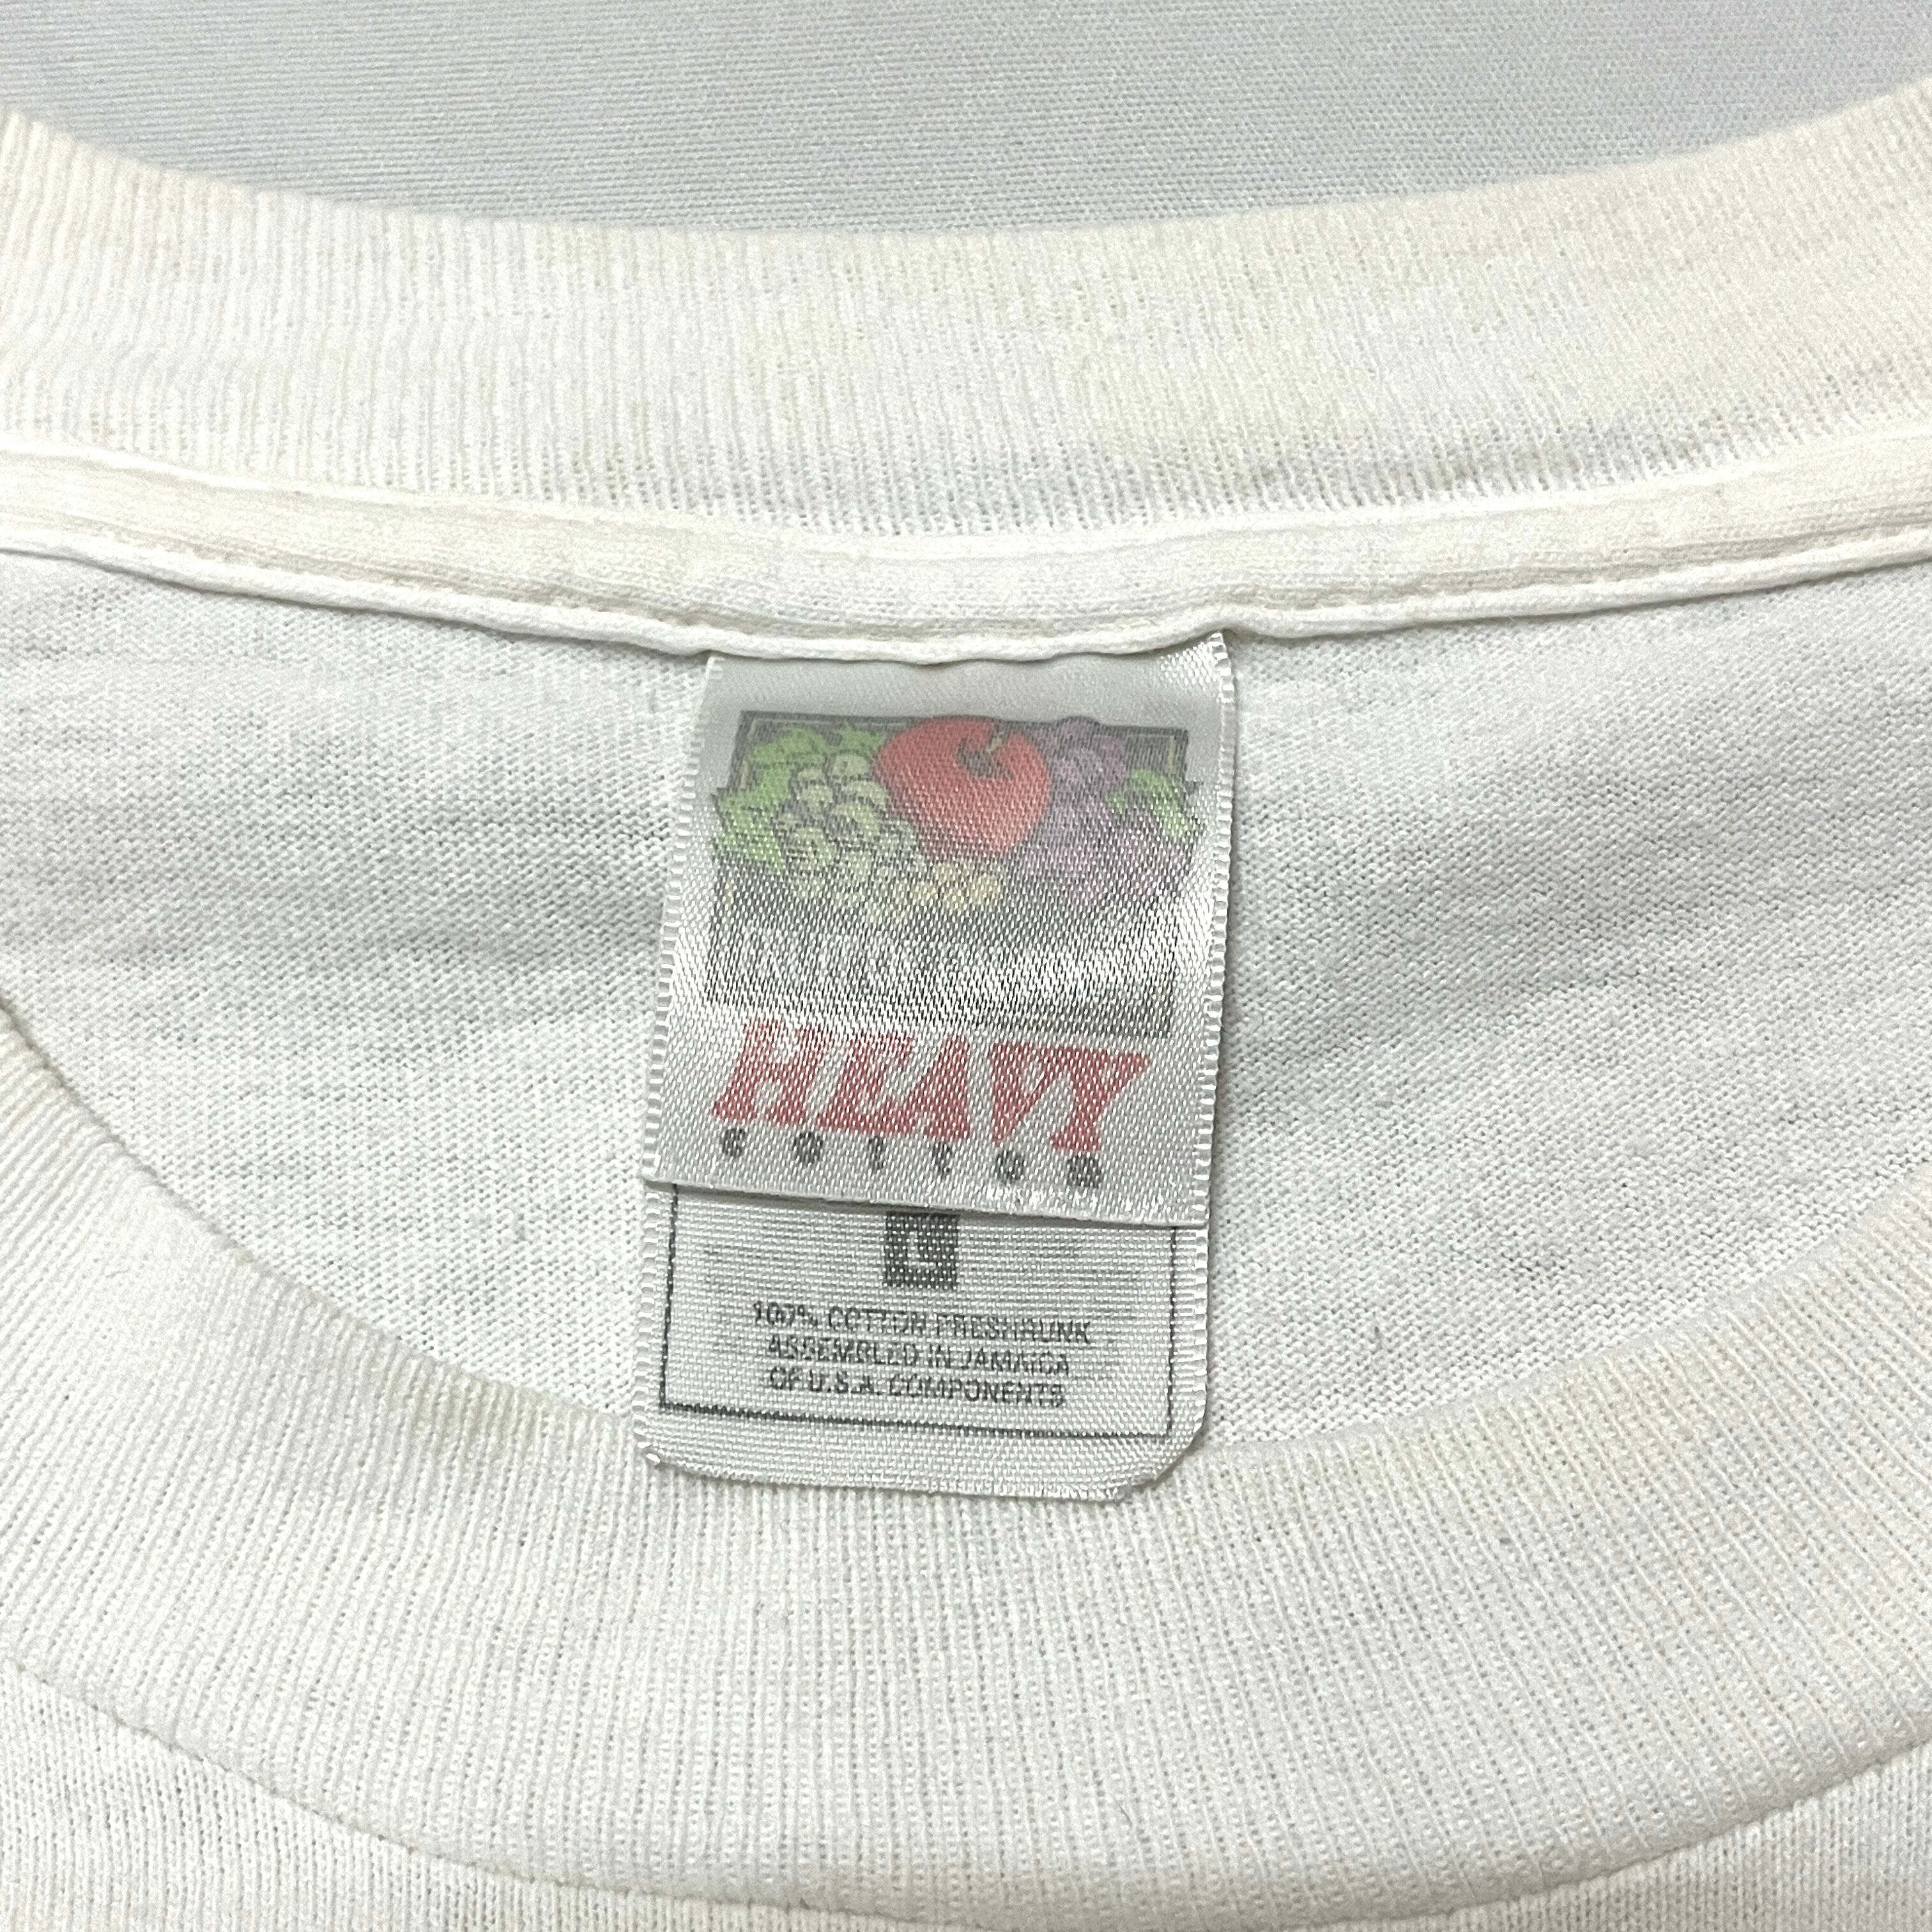 HEAVY
cotton
L
100% COTTON PRESHRUNK
ASSEMBLED IN JAMAICA
OF U.S.A. COMPONENTS